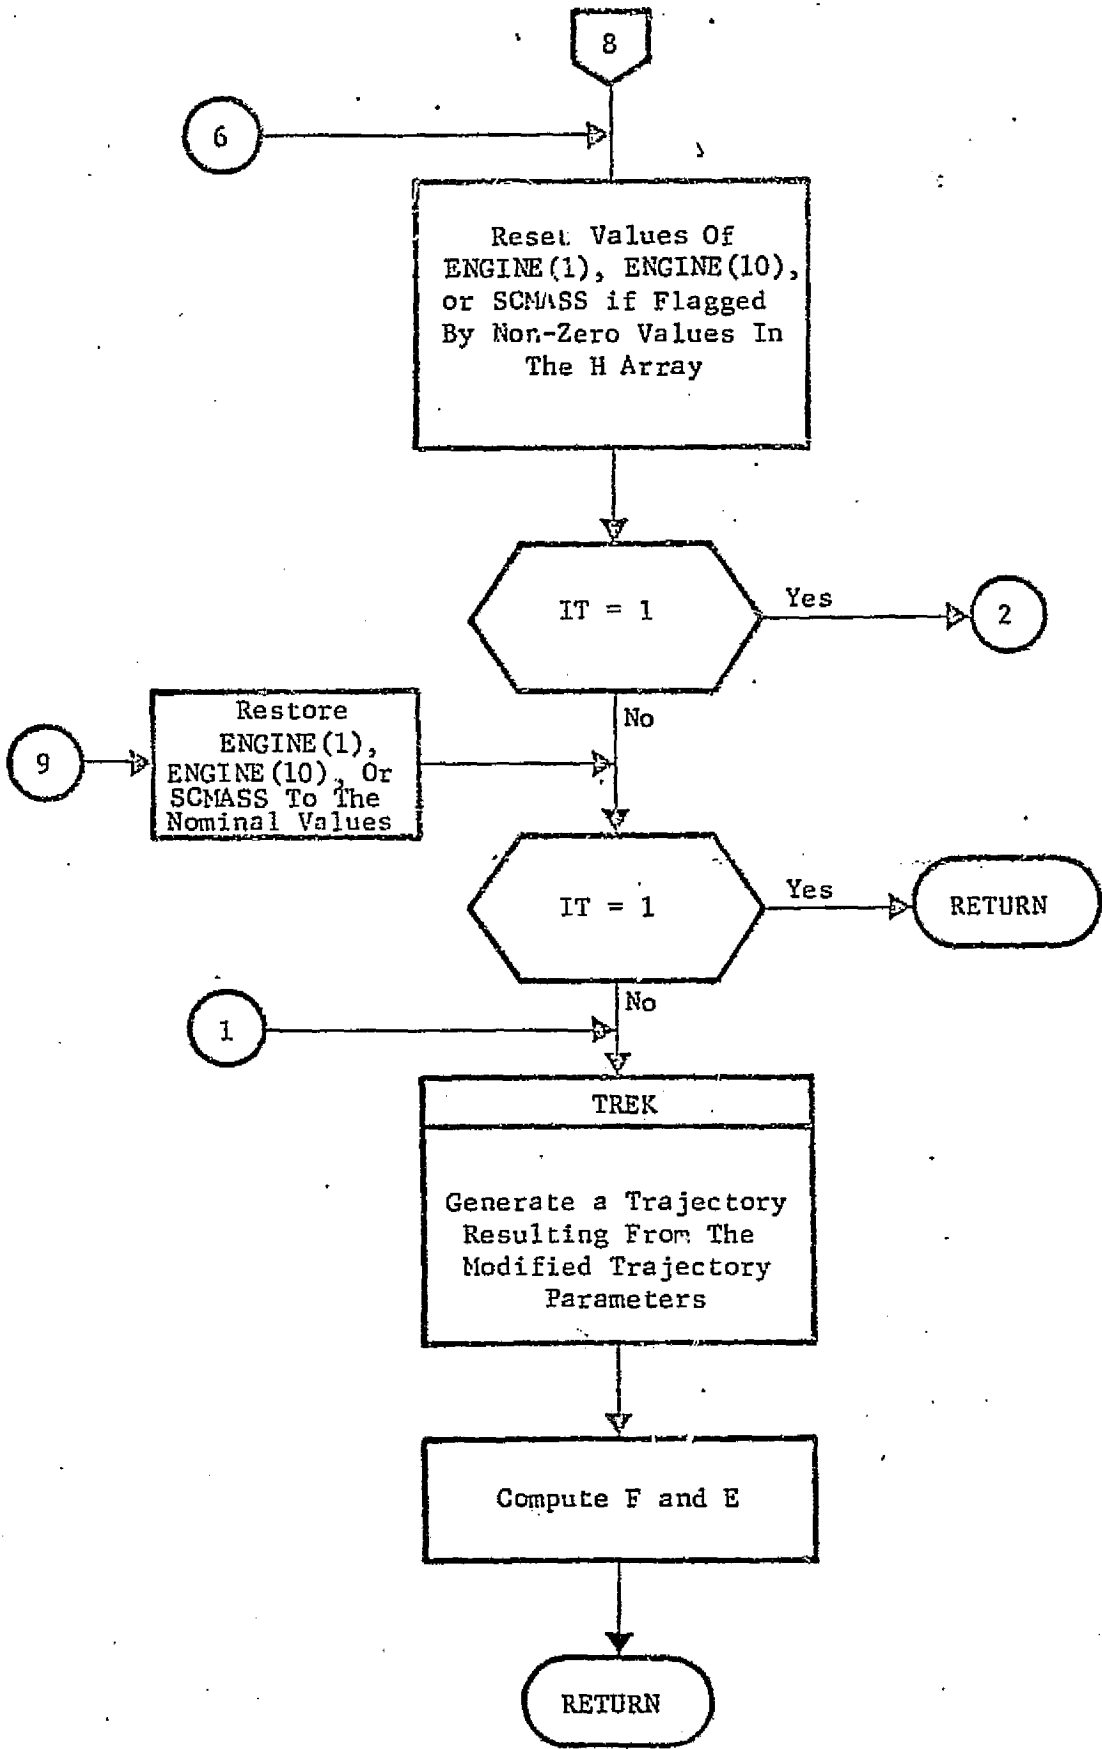 8
6
Reset Values Of
ENGINE(1), ENGINE(10),
or SCMASS if Flagged
By Non-Zero Values In
The H Array
IT = 1
Yes
2
No
9
Restore
ENGINE(1),
ENGINE(10), Or
SCMASS To The
Nominal Values
IT = 1
Yes
RETURN
No
1
TREK
Generate a Trajectory
Resulting From The
Modified Trajectory
Parameters
Compute F and E
RETURN